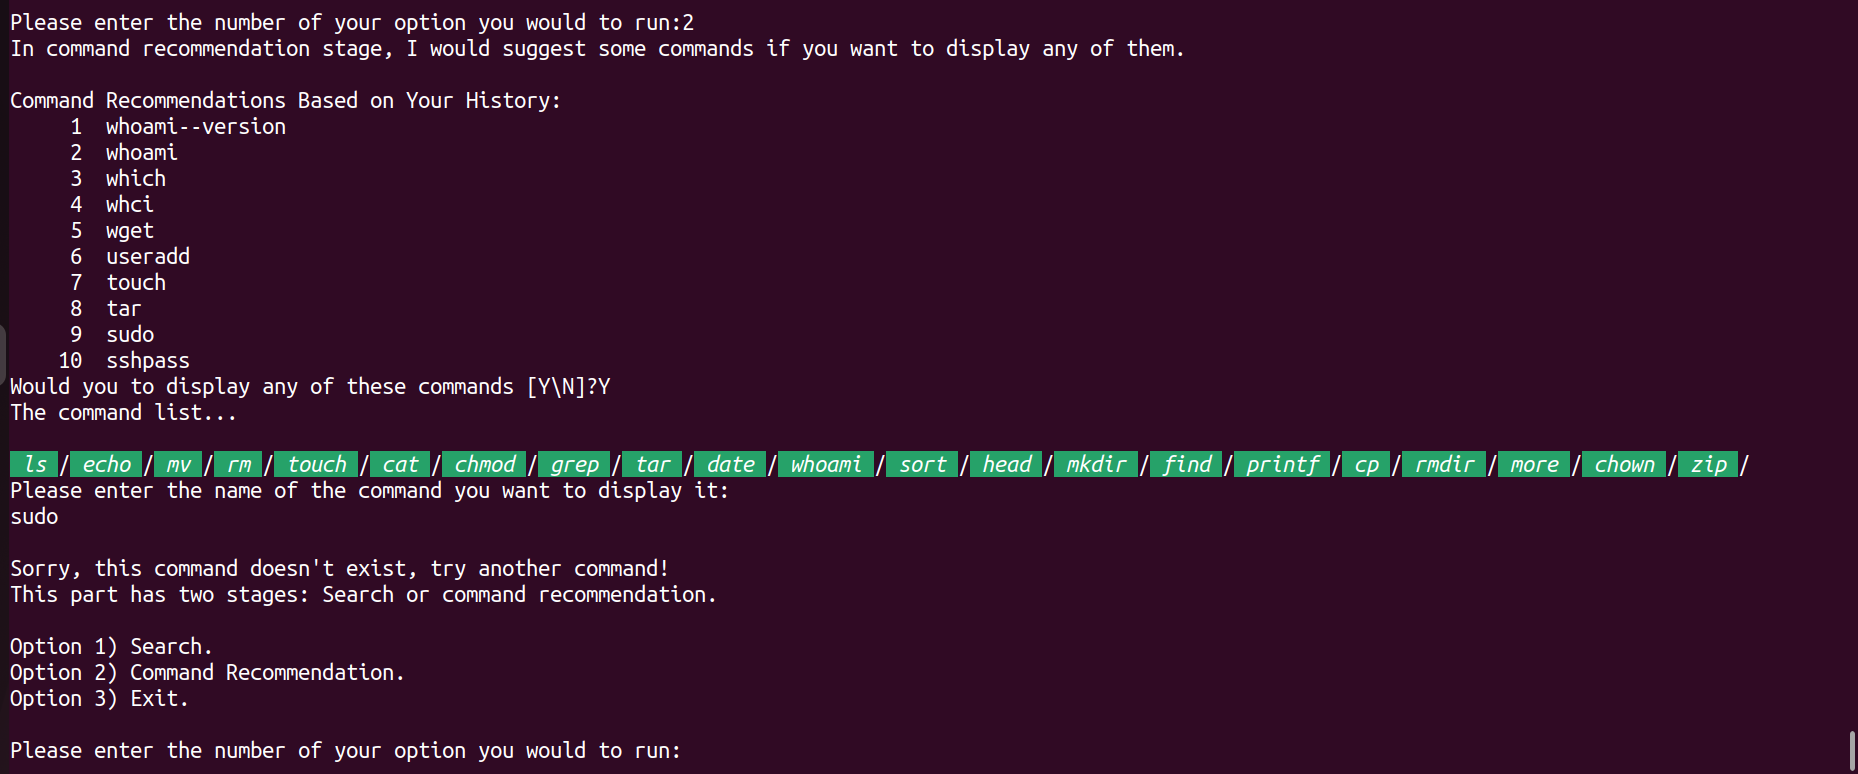 Please enter the number of your option you would to run:2
In command recommendation stage, I would suggest some commands if you want to display any of them.
Command Recommendations Based on Your History:
1 whoami--version
2 whoami
3 which
4 whci
5 wget
6 useradd
7 touch
8 tar
9 sudo
10 sshpass
Would you to display any of these commands [Y\N]?Y
The command list...
ls / echo / mv / rm / touch / cat / chmod / grep / tar / date / whoami / sort / head / mkdir / find / printf / cp / rmdir / more / chown / zip /
Please enter the name of the command you want to display it:
sudo
Sorry, this command doesn't exist, try another command!
This part has two stages: Search or command recommendation.
Option 1) Search.
Option 2) Command Recommendation.
Option 3) Exit.
Please enter the number of your option you would to run: